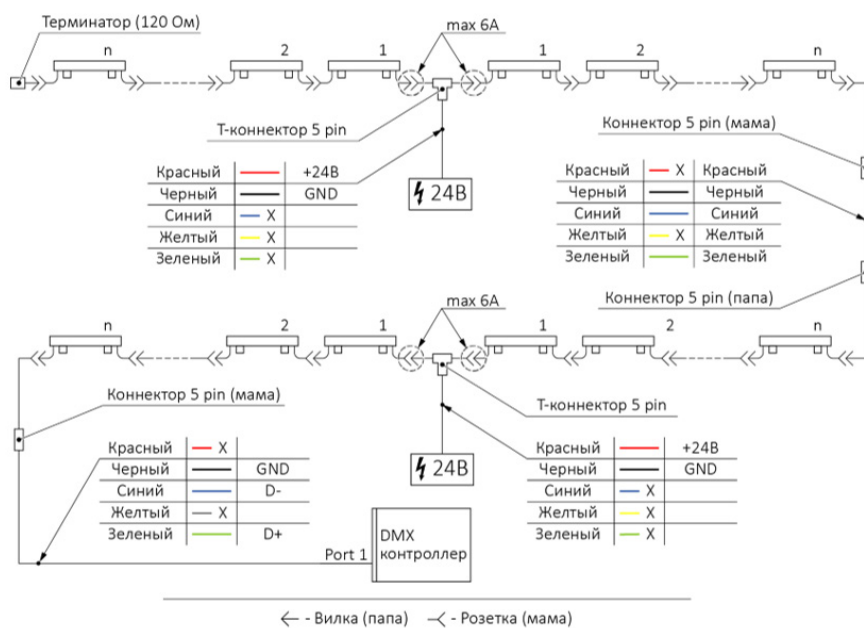 Терминатор (120 Ом)
max 6A
n 2 1 1 2 n
Т-коннектор 5 pin
Коннектор 5 pin (мама)
Красный +24В
Черный GND
Синий X
Желтый X
Зеленый X
24В
Красный X Красный
Черный Черный
Синий Синий
Желтый X Желтый
Зеленый Зеленый
Коннектор 5 pin (папа)
max 6A
n 2 1 1 2 n
Коннектор 5 pin (мама)
Т-коннектор 5 pin
Красный X
Черный GND
Синий D-
Желтый X
Зеленый D+
24В
Красный +24В
Черный GND
Синий X
Желтый X
Зеленый X
Port 1
DMX
контроллер
- Вилка (папа) - Розетка (мама)